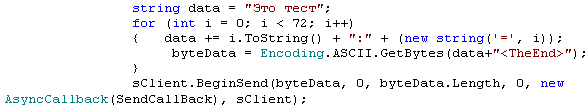 string data = "Это тест";
for (int i = 0; i < 72; i++)
{   data += i.ToString() + ":" + (new string('=', i));
byteData = Encoding.ASCII.GetBytes(data+"<TheEnd>");
}
sClient.BeginSend(byteData, 0, byteData.Length, 0, new
AsyncCallback(SendCallBack), sClient);